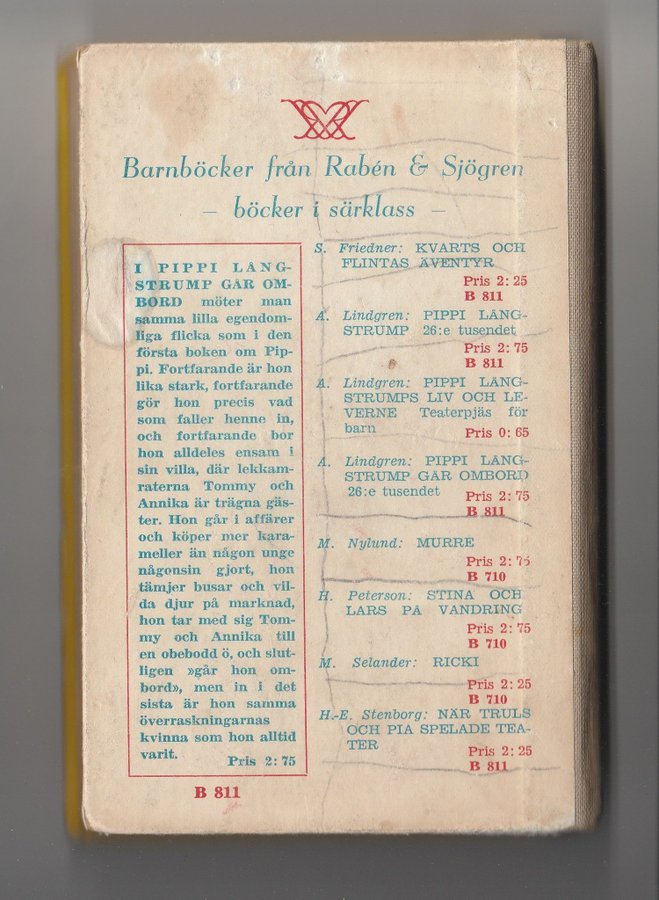 Barnböcker från Rabén & Sjögren
– böcker i särklass –
I PIPPI LÅNG-
STRUMP GÅR OM-
BORD möter man
samma lilla egendom-
liga flicka som i den
första boken om Pip-
pi. Fortfarande är hon
lika stark, fortfarande
gör hon precis vad
som faller henne in,
och fortfarande bor
hon alldeles ensam i
sin villa, där lekkam-
raterna Tommy och
Annika är trägna gäs-
ter. Hon går i affärer
och köper mer kara-
meller än någon unge
någonsin gjort, hon
tämjer busar och vil-
da djur på marknad,
hon tar med sig Tom-
my och Annika till
en obebodd ö, och slut-
ligen »går hon om-
bord», men in i det
sista är hon samma
överraskningarnas
kvinna som hon alltid
varit.
Pris 2: 75
B 811
S. Friedner: KVARTS OCH
FLINTAS ÄVENTYR
Pris 2: 25
B 811
A. Lindgren: PIPPI LÅNG-
STRUMP 26:e tusendet
Pris 2: 75
B 811
A. Lindgren: PIPPI LÅNG-
STRUMPS LIV OCH LE-
VERNE Teaterpjäs för
barn
Pris 0: 65
A. Lindgren: PIPPI LÅNG-
STRUMP GÅR OMBORD
26:e tusendet
Pris 2: 75
B 811
M. Nylund: MURRE
Pris 2: 75
B 710
H. Peterson: STINA OCH
LARS PÅ VANDRING
Pris 2: 75
B 710
M. Selander: RICKI
Pris 2: 25
B 710
H.-E. Stenborg: NÄR TRULS
OCH PIA SPELADE TEA-
TER
Pris 2: 25
B 811